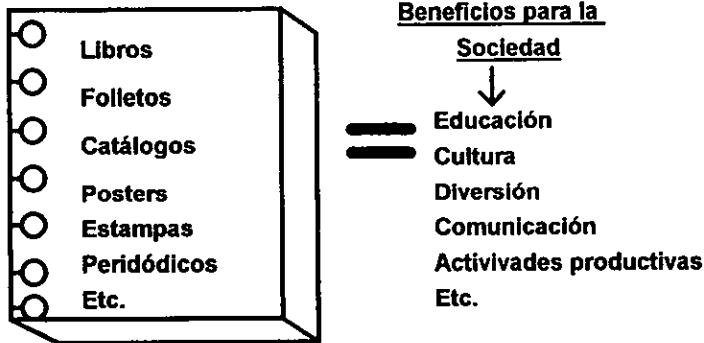 Libros
Folletos
Catálogos
Posters
Estampas
Peridódicos
Etc.
Beneficios para la
Sociedad
Educación
Cultura
Diversión
Comunicación
Activivades productivas
Etc.